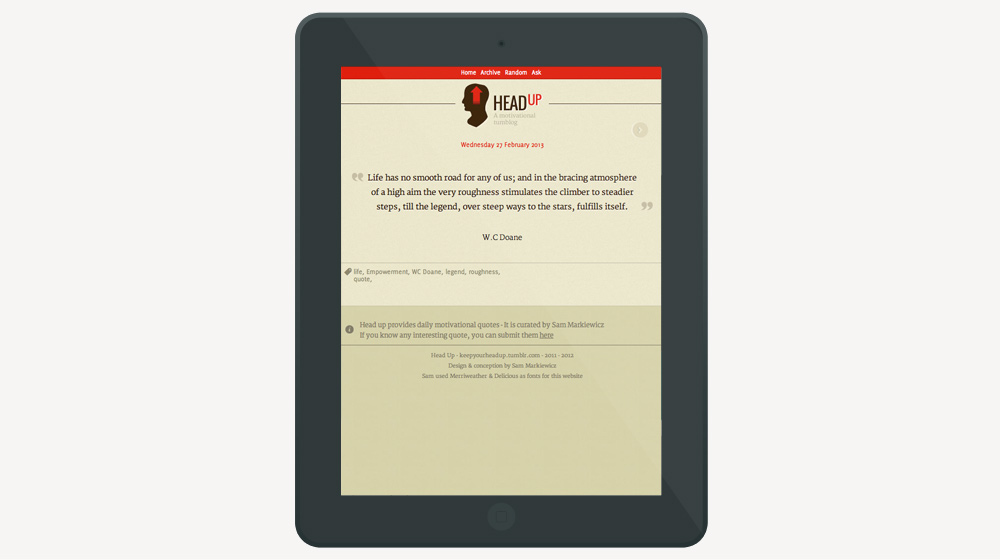 Home Archive Random Ask
HEADUP
A motivational
tumblog
Wednesday 27 February 2013
Life has no smooth road for any of us; and in the bracing atmosphere
of a high aim the very roughness stimulates the climber to steadier
steps, till the legend, over steep ways to the stars, fulfills itself.
W.C Doane
life, Empowerment, WC Doane, legend, roughness,
quote,
Head up provides daily motivational quotes-It is curated by Sam Markiewicz
If you know any interesting quote, you can submit them here
Head Up - keepyourheadup.tumblr.com - 2011 - 2012
Design & conception by Sam Markiewicz
Sam used Merriweather & Delicious as fonts for this website